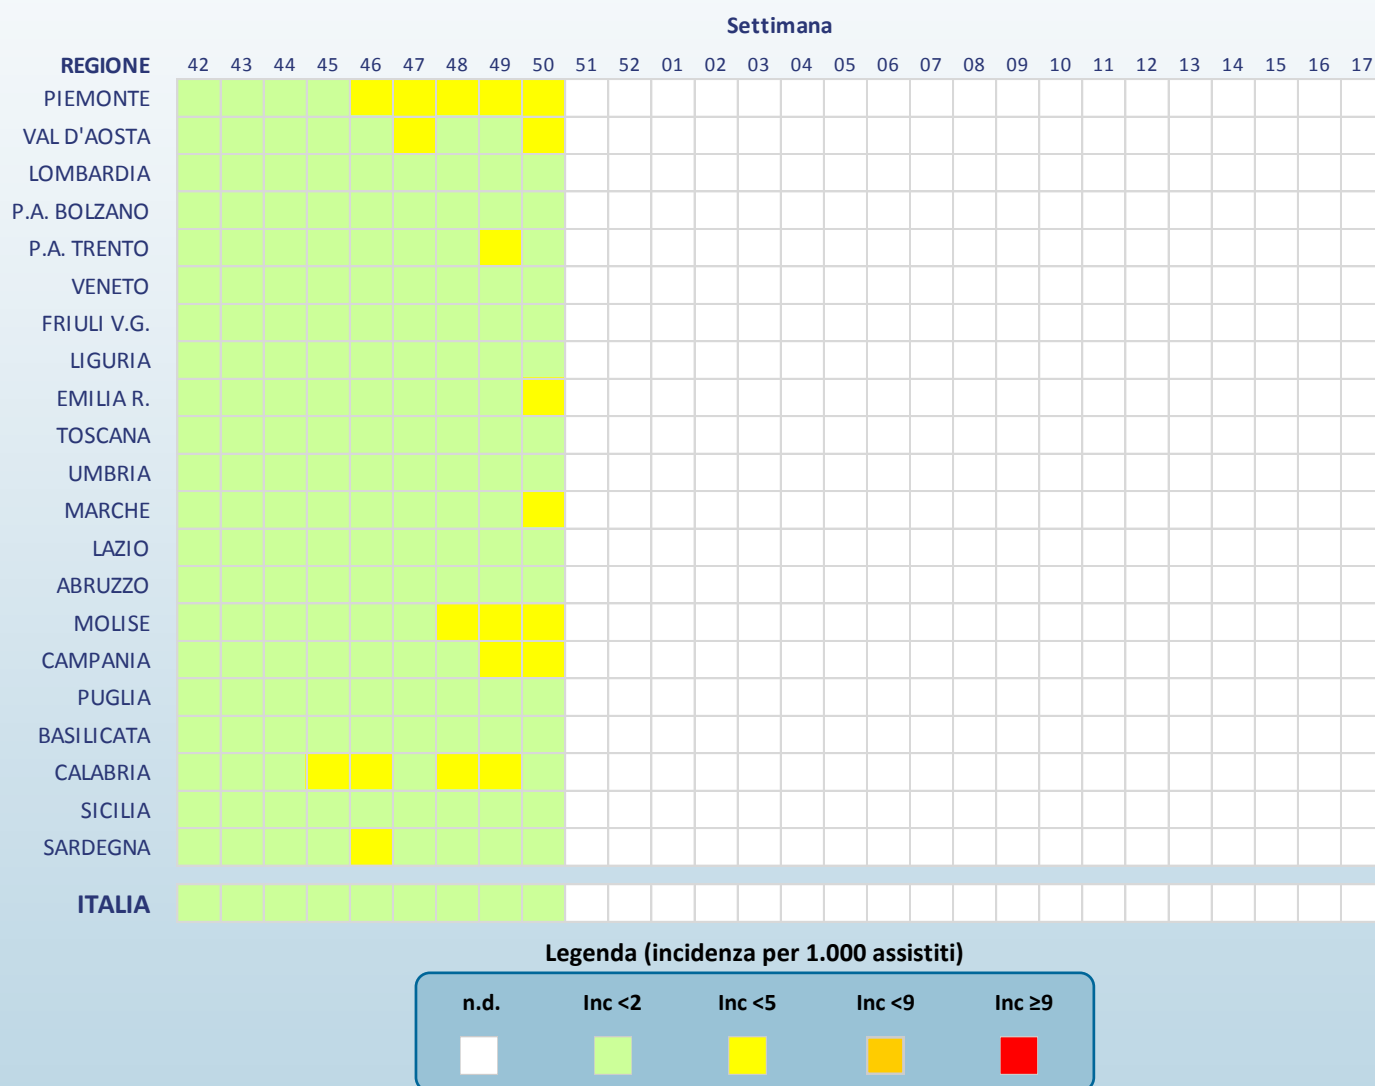 Settimana
REGIONE 42 43 44 45 46 47 48 49 50 51 52 01 02 03 04 05 06 07 08 09 10 11 12 13 14 15 16 17
PIEMONTE
VAL D'AOSTA
LOMBARDIA
P.A. BOLZANO
P.A. TRENTO
VENETO
FRIULI V.G.
LIGURIA
EMILIA R.
TOSCANA
UMBRIA
MARCHE
LAZIO
ABRUZZO
MOLISE
CAMPANIA
PUGLIA
BASILICATA
CALABRIA
SICILIA
SARDEGNA
ITALIA
Legenda (incidenza per 1.000 assistiti)
n.d. Inc <2 Inc <5 Inc <9 Inc ≥9